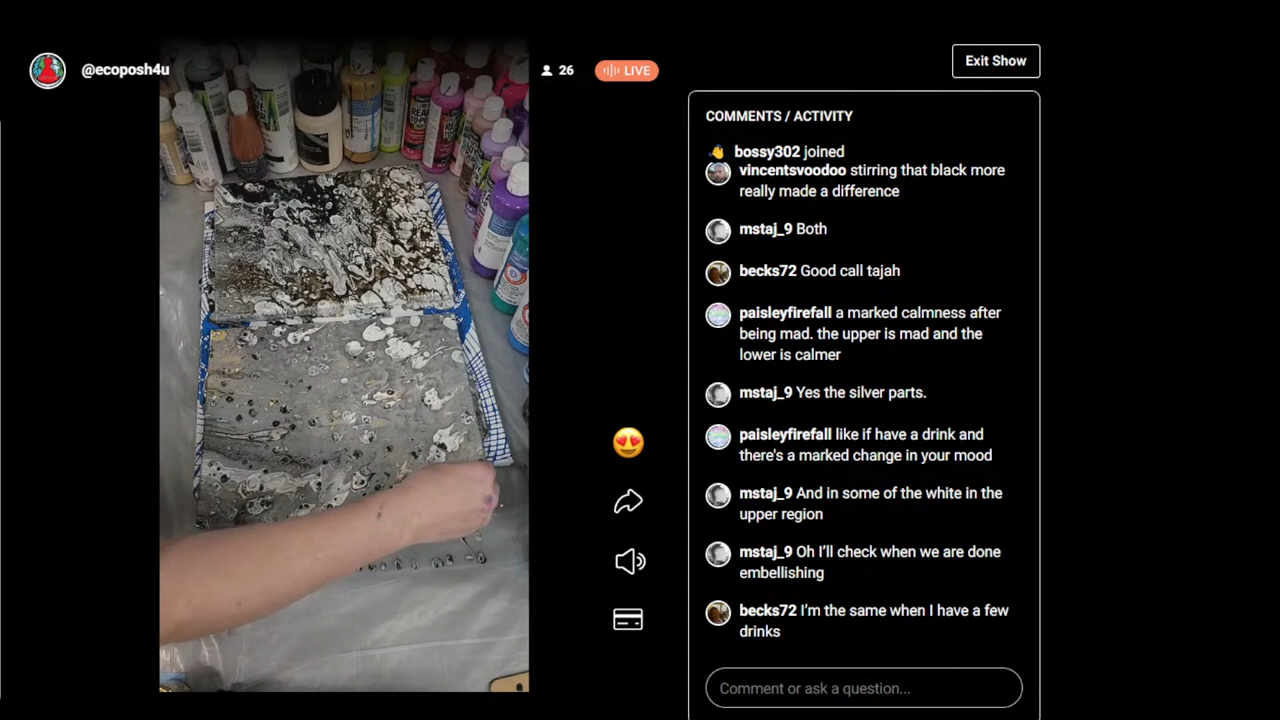 @ecoposh4u
26
LIVE
Exit Show
COMMENTS / ACTIVITY
bossy302 joined
vincentsvoodoo stirring that black more
really made a difference
mstaj_9 Both
becks72 Good call tajah
paisleyfirefall a marked calmness after
being mad. the upper is mad and the
lower is calmer
mstaj_9 Yes the silver parts.
paisleyfirefall like if have a drink and
there's a marked change in your mood
mstaj_9 And in some of the white in the
upper region
mstaj_9 Oh I’ll check when we are done
embellishing
becks72 I’m the same when I have a few
drinks
Comment or ask a question...